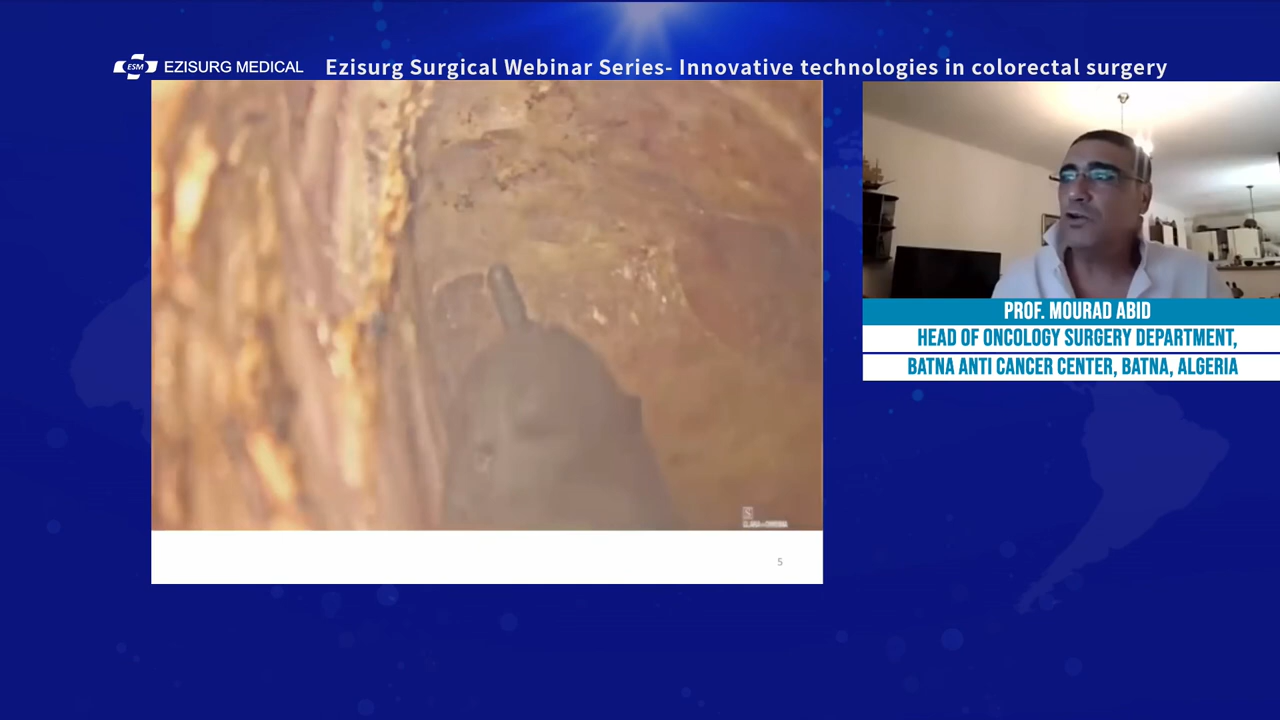 ESM
EZISURG MEDICAL
Ezisurg Surgical Webinar Series- Innovative technologies in colorectal surgery
PROF. MOURAD ABID
HEAD OF ONCOLOGY SURGERY DEPARTMENT,
BATNA ANTI CANCER CENTER, BATNA, ALGERIA
S
5